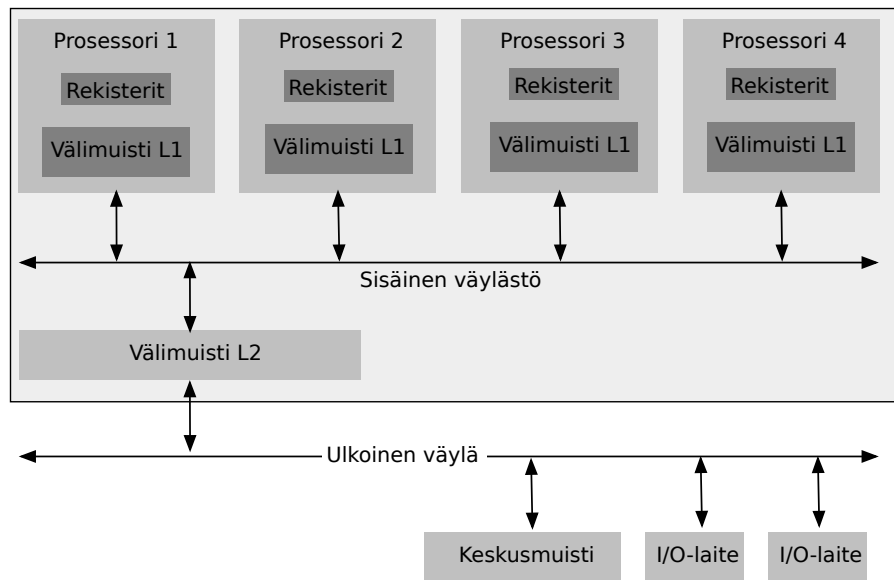 Prosessori 1
Prosessori 2
Prosessori 3
Prosessori 4
Rekisterit
Rekisterit
Rekisterit
Rekisterit
Välimuisti L1
Välimuisti L1
Välimuisti L1
Välimuisti L1
Sisäinen väylästö
Välimuisti L2
Ulkoinen väylä
Keskusmuisti
I/O-laite
I/O-laite